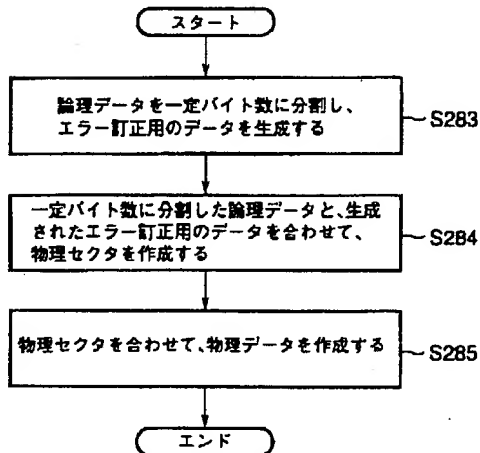 スタート
論理データを一定バイト数に分割し、
エラー訂正用のデータを生成する
S283
一定バイト数に分割した論理データと、生成
されたエラー訂正用のデータを合わせて、
物理セクタを作成する
S284
物理セクタを合わせて、物理データを作成する
S285
エンド